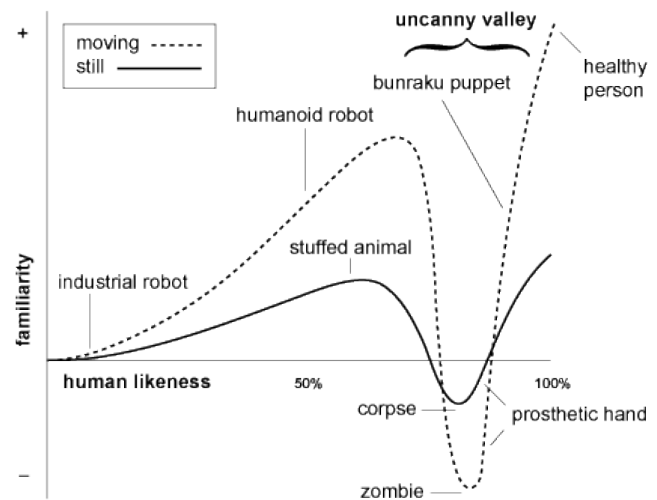 +
moving
still
uncanny valley
bunraku puppet
healthy
person
humanoid robot
stuffed animal
industrial robot
familiarity
human likeness
50%
100%
corpse
prosthetic hand
–
zombie